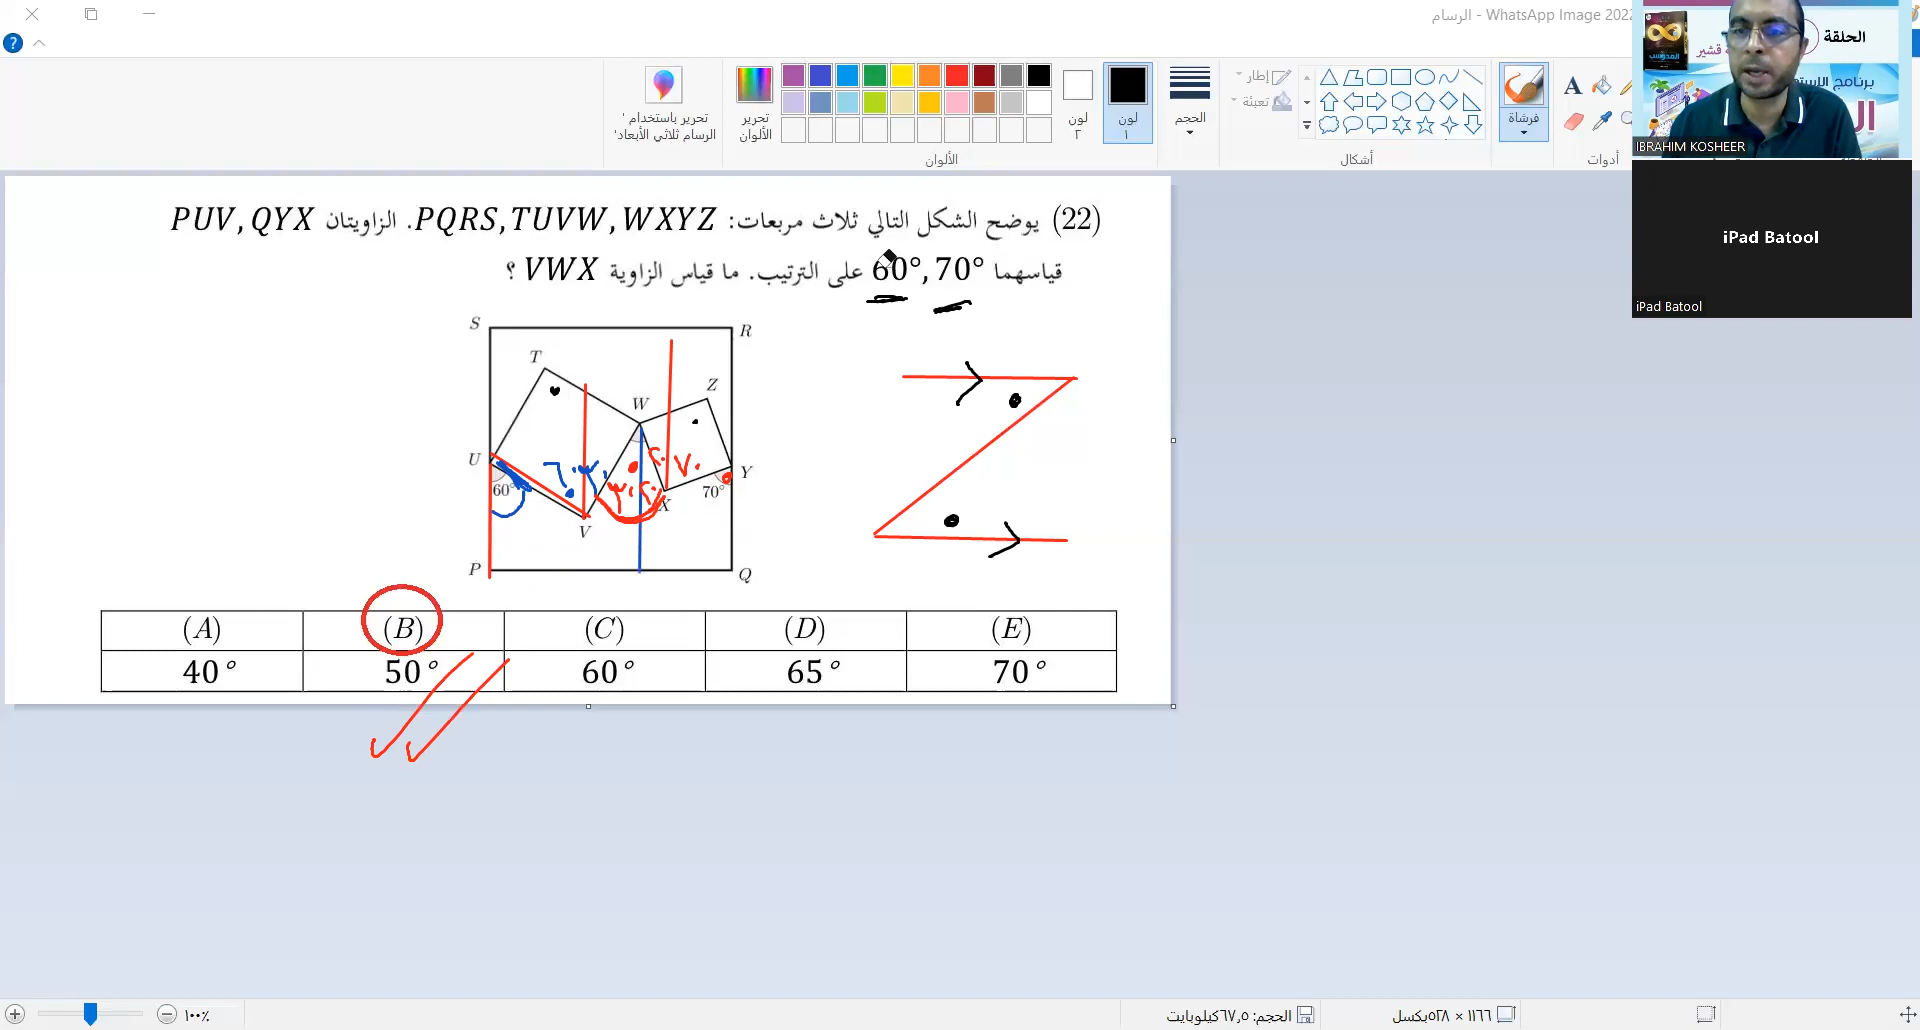 الرسام - WhatsApp Image 2022
?
تحرير باستخدام
الرسام ثلاثي الأبعاد
تحرير
الألوان
لون
٢
لون
١
الحجم
إطار
تعبئة
فرشاة
A
الألوان
أشكال
أدوات
الحلقة
IBRAHIM KOSHEER
iPad Batool
iPad Batool
(22) يوضح الشكل التالي ثلاث مربعات: PQRS, TUVW, WXYZ. الزاويتان PUV, QYX
قياسهما 60°, 70° على الترتيب. ما قياس الزاوية VWX ؟
S
R
T
Z
W
U
Y
60°
70°
X
V
P
Q
٧٠
(A) (B) (C) (D) (E)
40° 50° 60° 65° 70°
١٠٠٪
الحجم: ٦٧,٥كيلوبايت
١١٦٦ × ٥٢٨بكسل